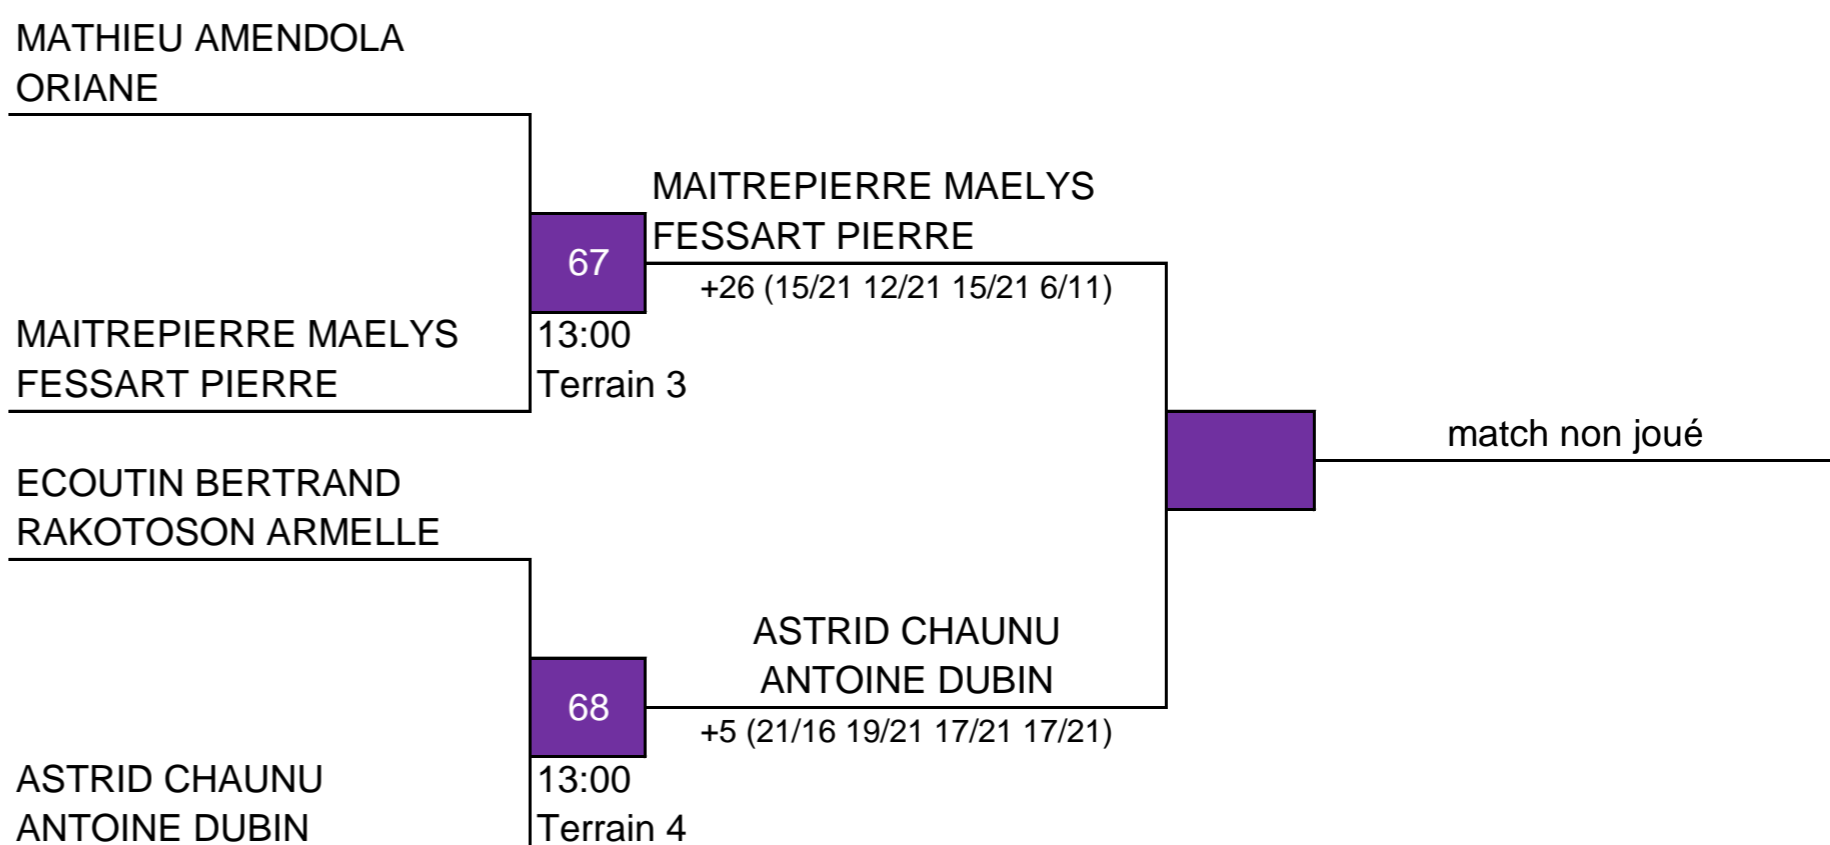 MATHIEU AMENDOLA
ORIANE
MAITREPIERRE MAELYS
FESSART PIERRE
67
+26 (15/21 12/21 15/21 6/11)
MAITREPIERRE MAELYS
FESSART PIERRE
13:00
Terrain 3
match non joué
ECOUTIN BERTRAND
RAKOTOSON ARMELLE
ASTRID CHAUNU
ANTOINE DUBIN
68
+5 (21/16 19/21 17/21 17/21)
ASTRID CHAUNU
ANTOINE DUBIN
13:00
Terrain 4